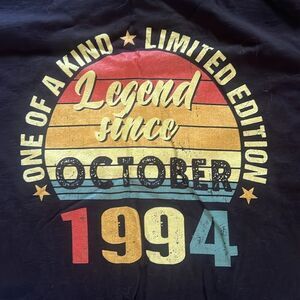 ONE OF A KIND ★ LIMITED EDITION
Legend
since
OCTOBER
1994